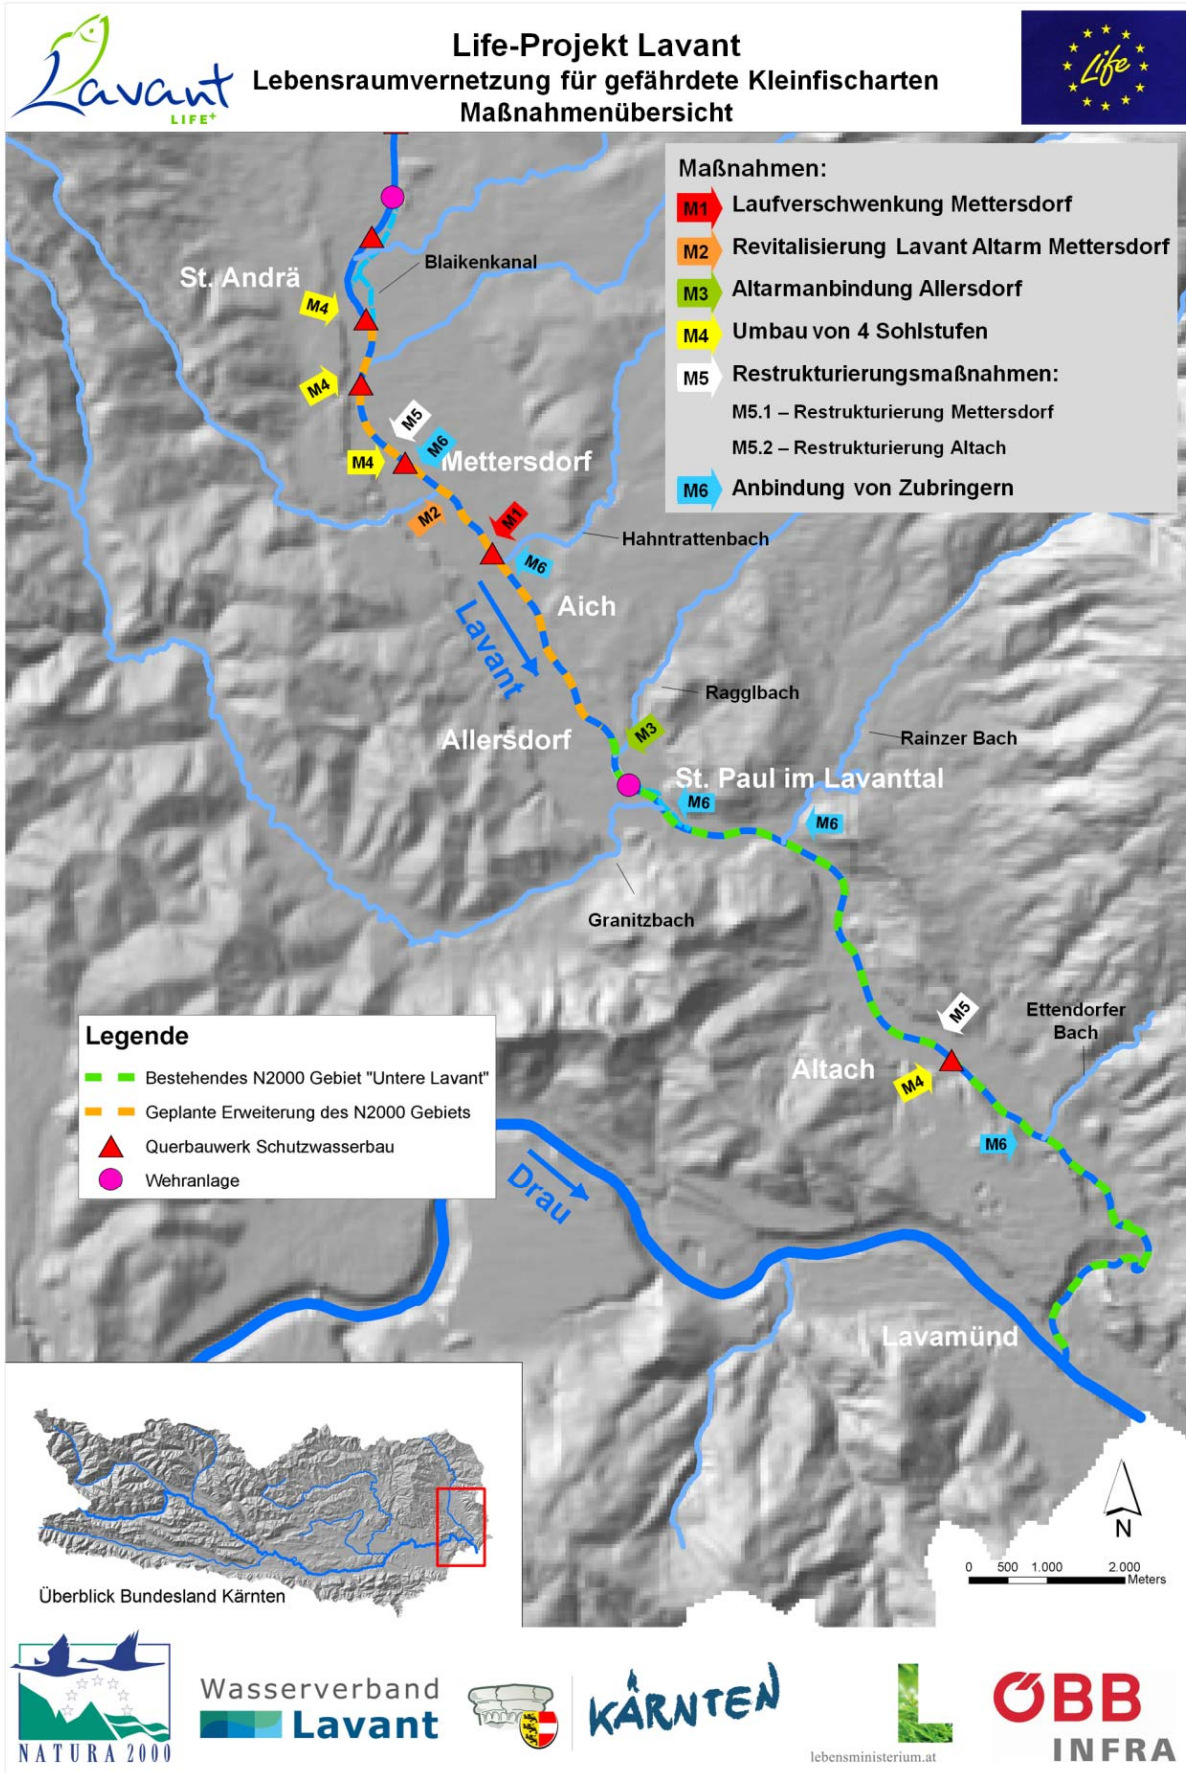 Lavant
LIFE+
Life-Projekt Lavant
Lebensraumvernetzung für gefährdete Kleinfischarten
Maßnahmenübersicht
Life
Maßnahmen:
M1 Laufverschwenkung Mettersdorf
M2 Revitalisierung Lavant Altarm Mettersdorf
M3 Altarmanbindung Allersdorf
M4 Umbau von 4 Sohlstufen
M5 Restrukturierungsmaßnahmen:
M5.1 – Restrukturierung Mettersdorf
M5.2 – Restrukturierung Altach
M6 Anbindung von Zubringern
Blaikenkanal
St. Andrä
M4
M4
M5
M6
M4
Mettersdorf
M2
M1
Hahntrattenbach
M6
Aich
Lavant
Ragglbach
M3
Allersdorf
Rainzer Bach
St. Paul im Lavanttal
M6
M6
Granitzbach
M5
Ettendorfer
Bach
Altach
M4
M6
Legende
Bestehendes N2000 Gebiet "Untere Lavant"
Geplante Erweiterung des N2000 Gebiets
Querbauwerk Schutzwasserbau
Wehranlage
Drau
Lavamünd
N
0 500 1.000 2.000
Meters
Überblick Bundesland Kärnten
NATURA 2000
Wasserverband
Lavant
KÄRNTEN
L
lebensministerium.at
ÖBB
INFRA